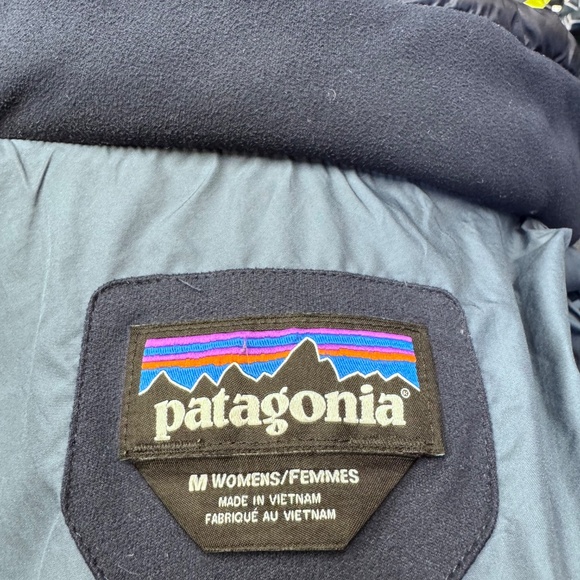 patagonia®
M WOMENS/FEMMES
MADE IN VIETNAM
FABRIQUÉ AU VIETNAM